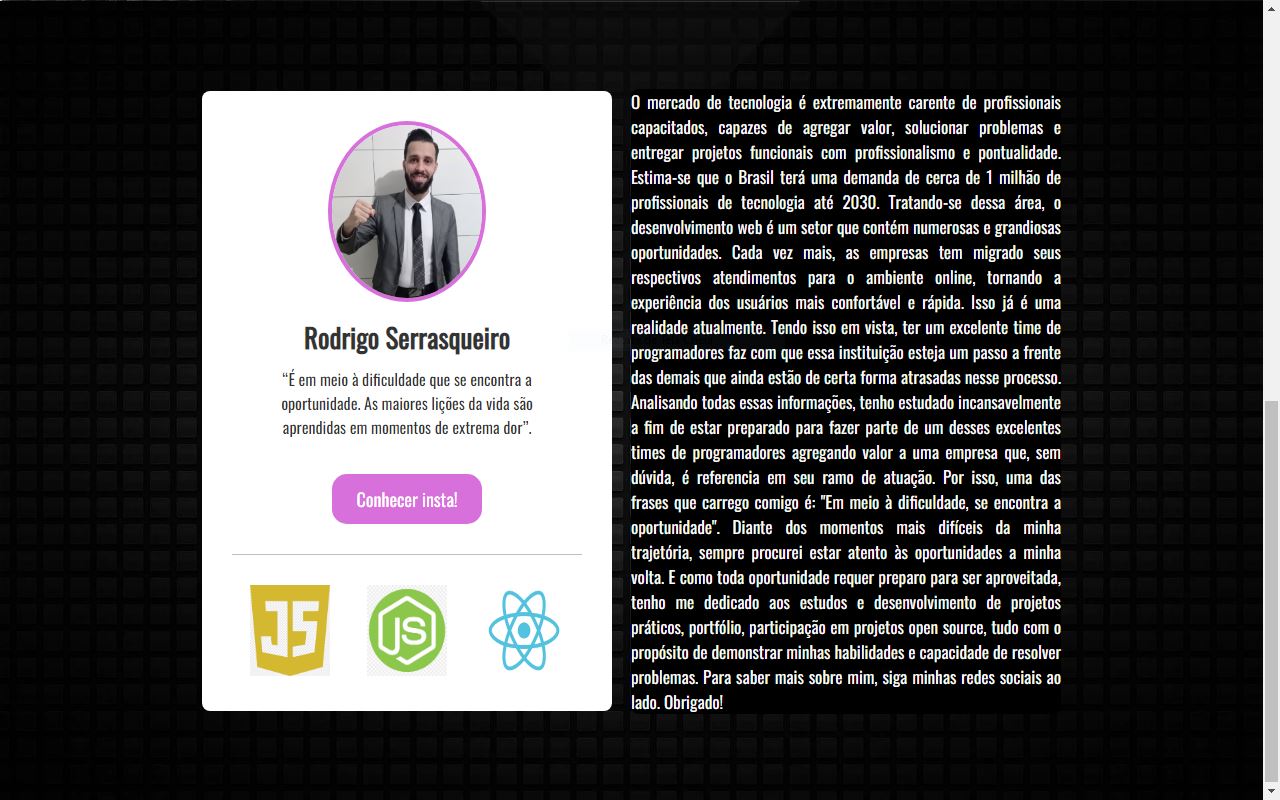 Rodrigo Serrasqueiro
“É em meio à dificuldade que se encontra a
oportunidade. As maiores lições da vida são
aprendidas em momentos de extrema dor”.
Conhecer insta!
JS
JS
O mercado de tecnologia é extremamente carente de profissionais
capacitados, capazes de agregar valor, solucionar problemas e
entregar projetos funcionais com profissionalismo e pontualidade.
Estima-se que o Brasil terá uma demanda de cerca de 1 milhão de
profissionais de tecnologia até 2030. Tratando-se dessa área, o
desenvolvimento web é um setor que contém numerosas e grandiosas
oportunidades. Cada vez mais, as empresas tem migrado seus
respectivos atendimentos para o ambiente online, tornando a
experiência dos usuários mais confortável e rápida. Isso já é uma
realidade atualmente. Tendo isso em vista, ter um excelente time de
programadores faz com que essa instituição esteja um passo a frente
das demais que ainda estão de certa forma atrasadas nesse processo.
Analisando todas essas informações, tenho estudado incansavelmente
a fim de estar preparado para fazer parte de um desses excelentes
times de programadores agregando valor a uma empresa que, sem
dúvida, é referencia em seu ramo de atuação. Por isso, uma das
frases que carrego comigo é: "Em meio à dificuldade, se encontra a
oportunidade". Diante dos momentos mais difíceis da minha
trajetória, sempre procurei estar atento às oportunidades a minha
volta. E como toda oportunidade requer preparo para ser aproveitada,
tenho me dedicado aos estudos e desenvolvimento de projetos
práticos, portfólio, participação em projetos open source, tudo com o
propósito de demonstrar minhas habilidades e capacidade de resolver
problemas. Para saber mais sobre mim, siga minhas redes sociais ao
lado. Obrigado!